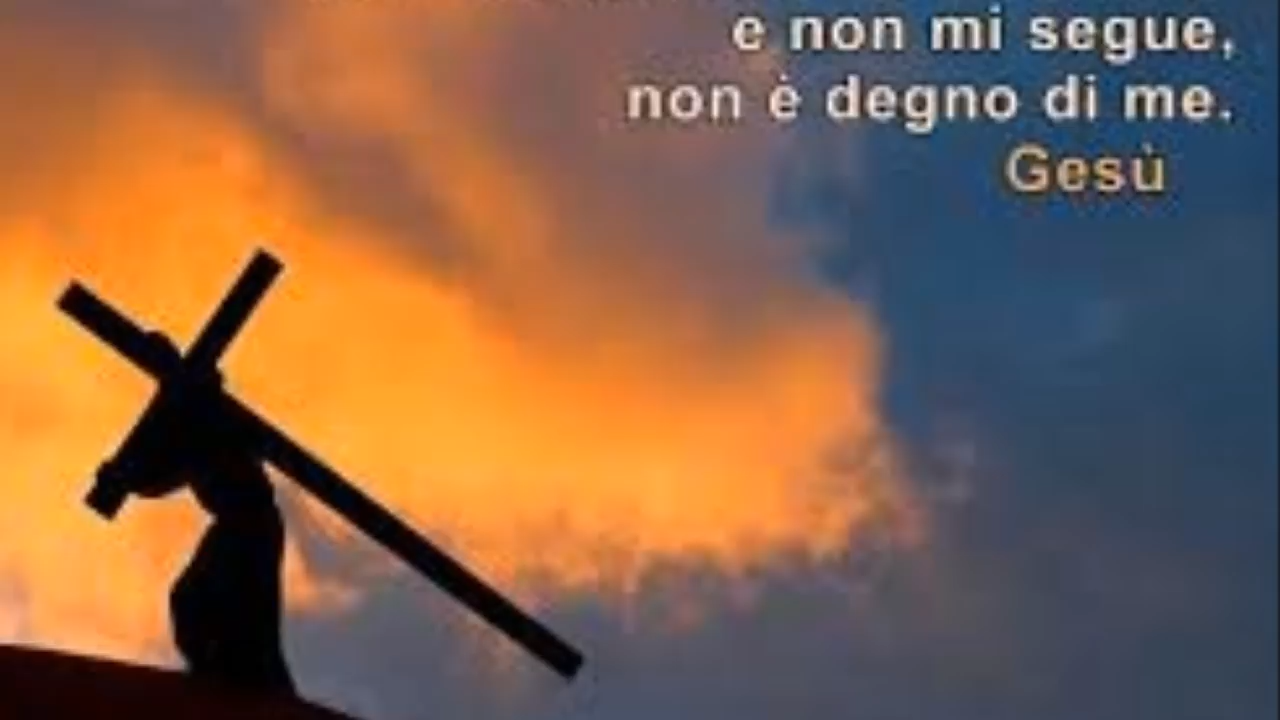 e non mi segue,
non è degno di me.
Gesù